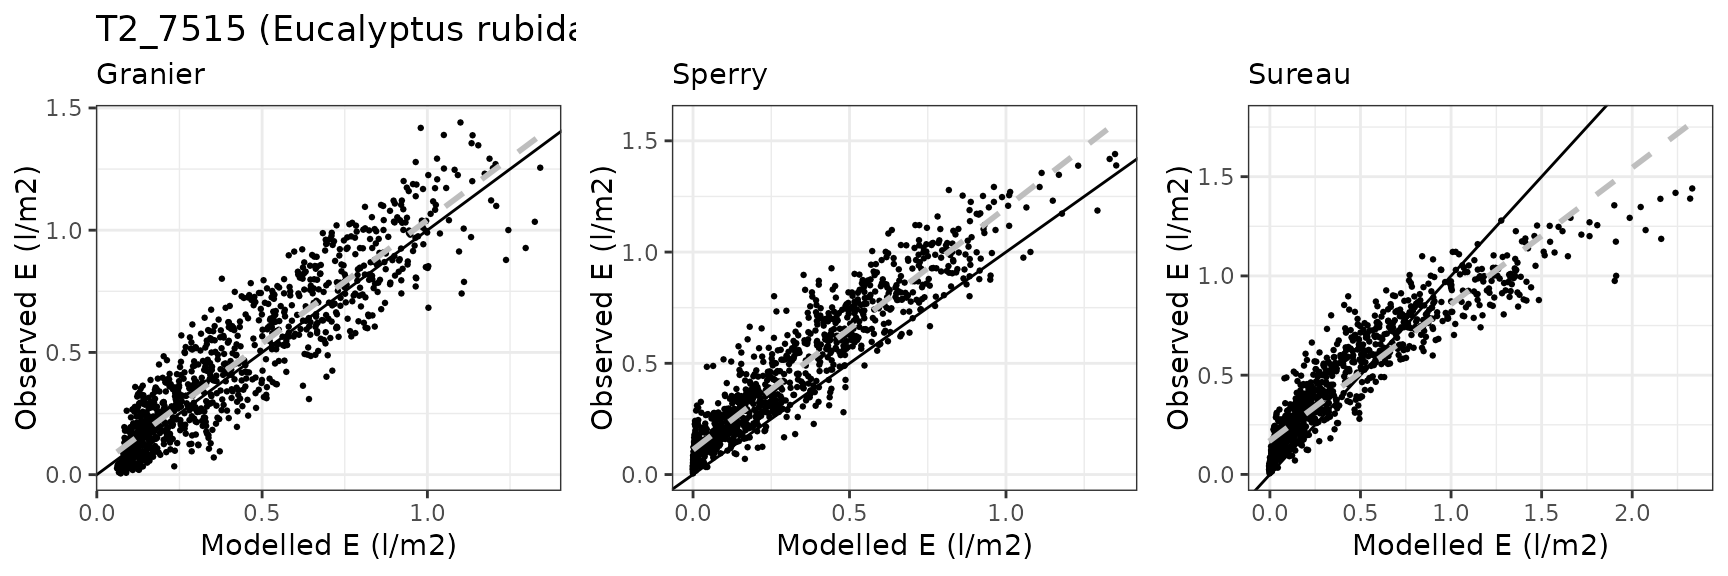 T2_7515 (Eucalyptus rubida
Granier
Sperry
Sureau
1.5
1.0
0.5
0.0
Observed E (l/m2)
0.0 0.5 1.0
Modelled E (l/m2)
1.5
1.0
0.5
0.0
Observed E (l/m2)
0.0 0.5 1.0
Modelled E (l/m2)
1.5
1.0
0.5
0.0
Observed E (l/m2)
0.0 0.5 1.0 1.5 2.0
Modelled E (l/m2)